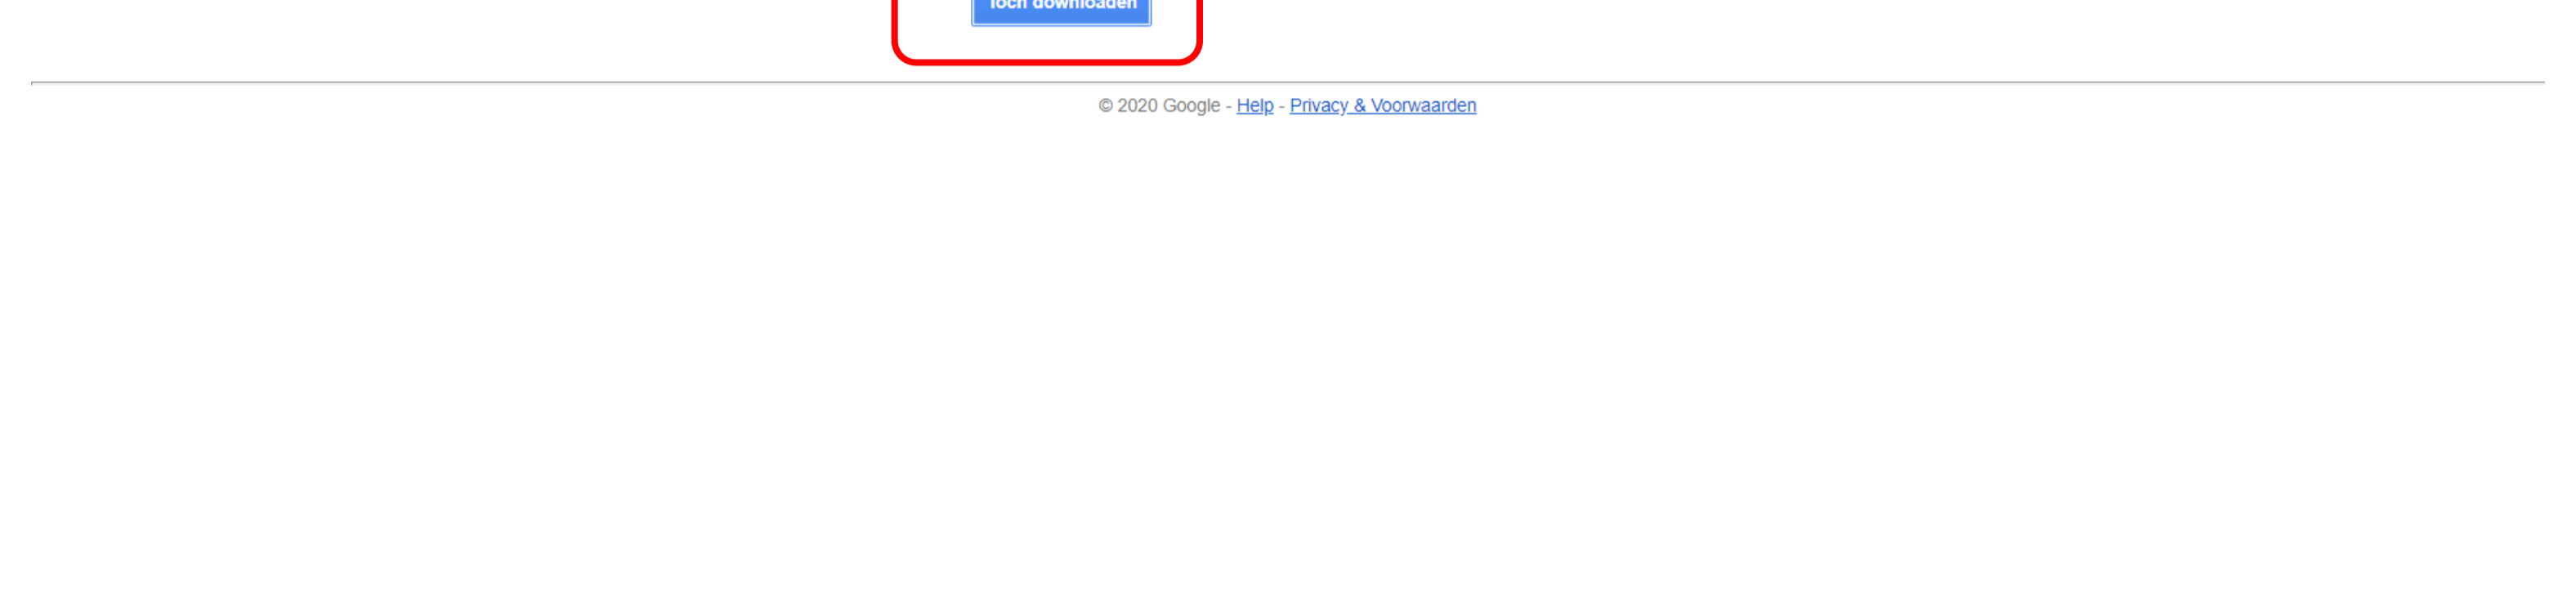 Toch downloaden
© 2020 Google - Help - Privacy & Voorwaarden